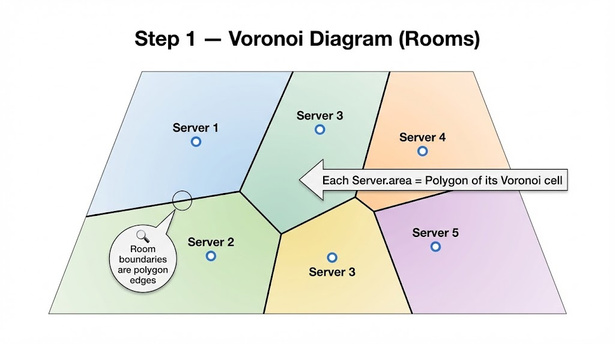 Step 1 — Voronoi Diagram (Rooms)
Server 1
Server 3
Server 4
Each Server.area = Polygon of its Voronoi cell
Room
boundaries
are polygon
edges
Server 2
Server 3
Server 5